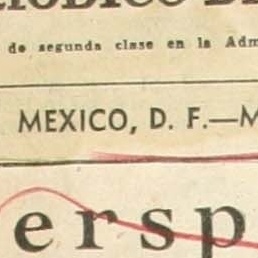 de segunda clase en la Adm
MEXICO, D. F.—M
ersp